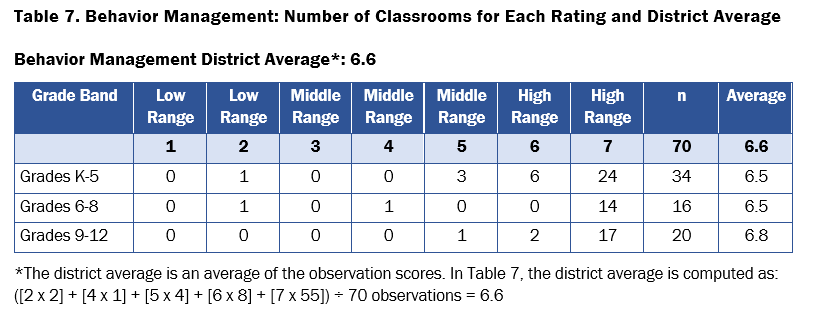 Table 7. Behavior Management: Number of Classrooms for Each Rating and District Average
Behavior Management District Average*: 6.6
Grade Band Low Range Low Range Middle Range Middle Range Middle Range High Range High Range n Average
1 2 3 4 5 6 7 70 6.6
Grades K-5 0 1 0 0 3 6 24 34 6.5
Grades 6-8 0 1 0 1 0 0 14 16 6.5
Grades 9-12 0 0 0 0 1 2 17 20 6.8
*The district average is an average of the observation scores. In Table 7, the district average is computed as:
([2 x 2] + [4 x 1] + [5 x 4] + [6 x 8] + [7 x 55]) ÷ 70 observations = 6.6